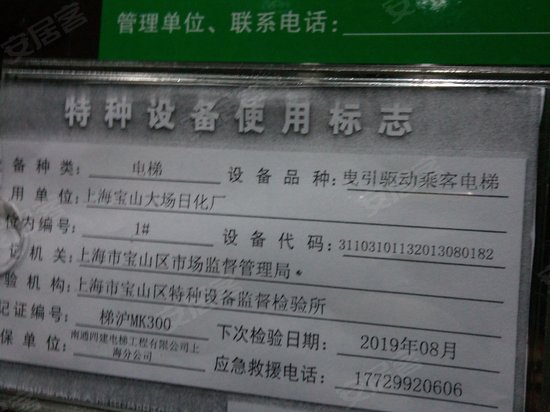 管理单位、联系电话：
特种设备使用标志
备种类： 电梯 设备品种：曳引驱动乘客电梯
用单位：上海宝山大场日化厂
内编号： 1# 设备代码：31103101132013080182
机关：上海市宝山区市场监督管理局
验机构：上海市宝山区特种设备监督检验所
记证编号： 梯沪MK300 下次检验日期： 2019年08月
保单位：南通四建电梯工程有限公司上
海分公司
应急救援电话： 17729920606
安居客